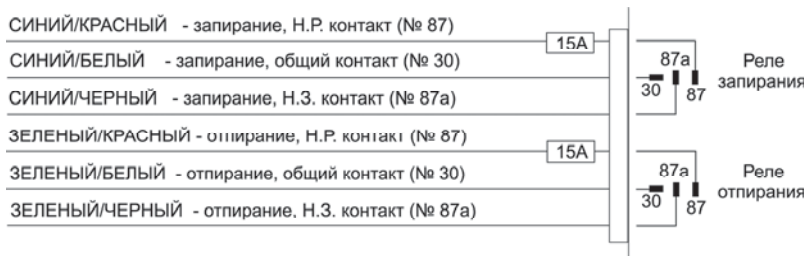 СИНИЙ/КРАСНЫЙ - запирание, Н.Р. контакт (№ 87)
15А
СИНИЙ/БЕЛЫЙ - запирание, общий контакт (№ 30)
87а
Реле
запирания
30
87
СИНИЙ/ЧЕРНЫЙ - запирание, Н.З. контакт (№ 87а)
ЗЕЛЕНЫЙ/КРАСНЫЙ - отпирание, Н.Р. контакт (№ 87)
15А
ЗЕЛЕНЫЙ/БЕЛЫЙ - отпирание, общий контакт (№ 30)
87а
Реле
отпирания
30
87
ЗЕЛЕНЫЙ/ЧЕРНЫЙ - отпирание, Н.З. контакт (№ 87а)